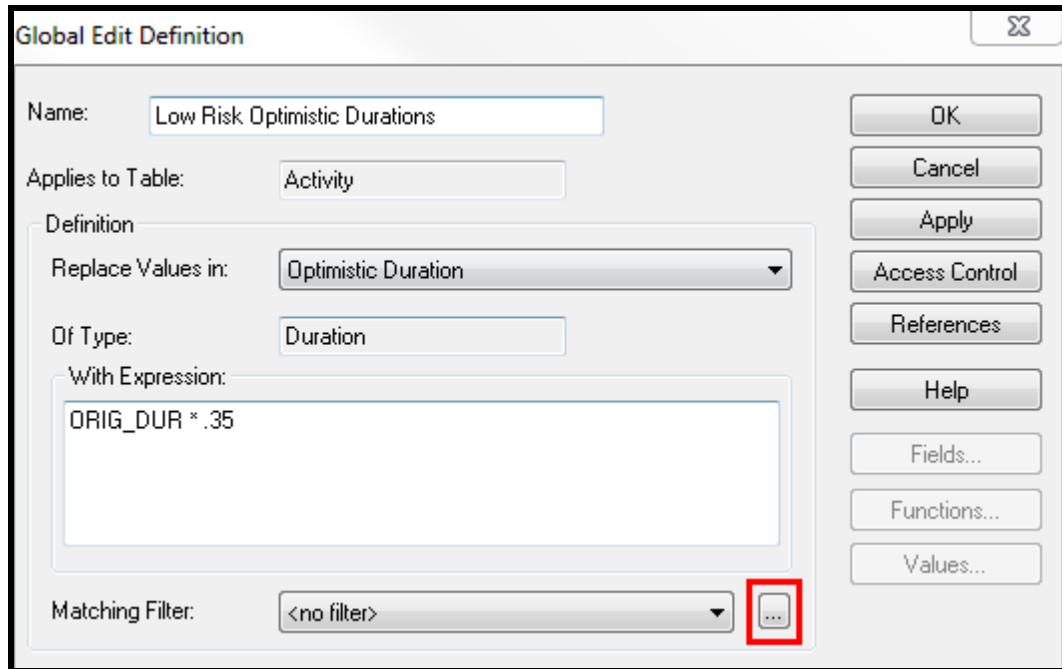 Global Edit Definition
Name: Low Risk Optimistic Durations
OK
Applies to Table: Activity
Cancel
Definition
Apply
Replace Values in: Optimistic Duration
Access Control
Of Type: Duration
References
With Expression:
Help
ORIG_DUR * .35
Fields...
Functions...
Values...
Matching Filter: <no filter> ...